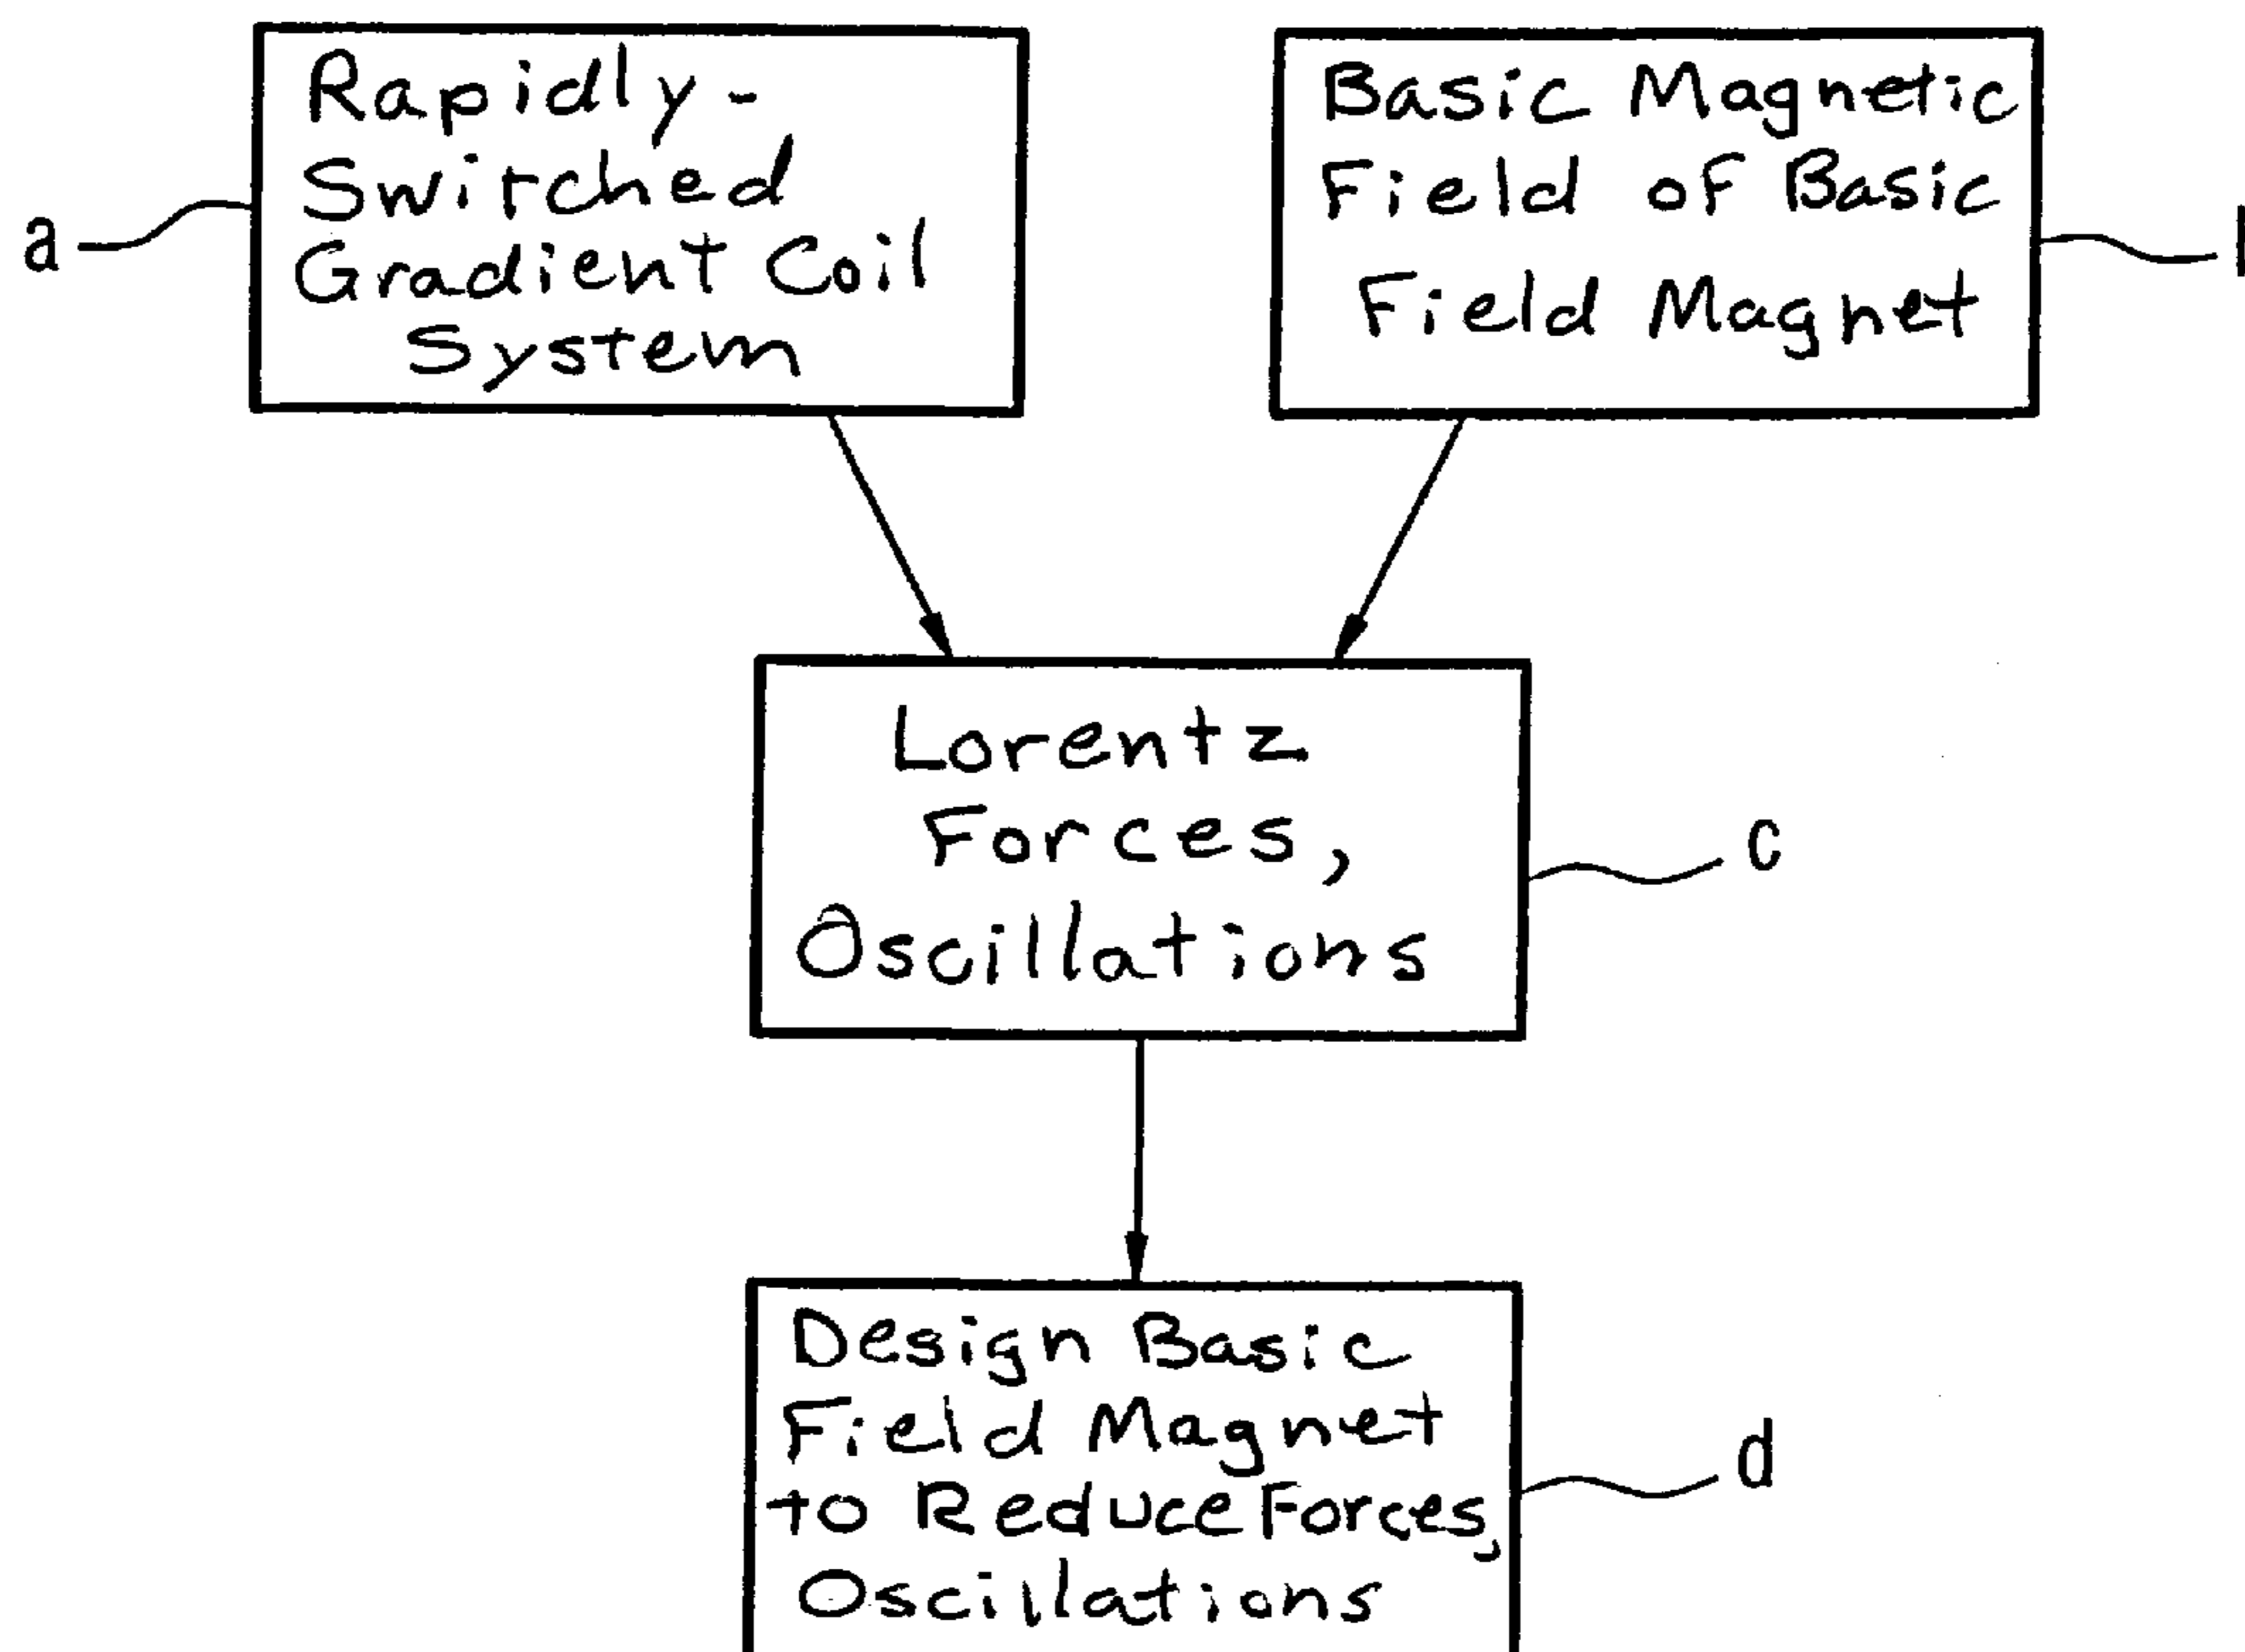 Rapidly-
Switched
Gradient Coil
System
a
Basic Magnetic
Field of Basic
Field Magnet
Lorentz
Forces,
Oscillations
c
Design Basic
Field Magnet
to Reduce Forces,
Oscillations
d